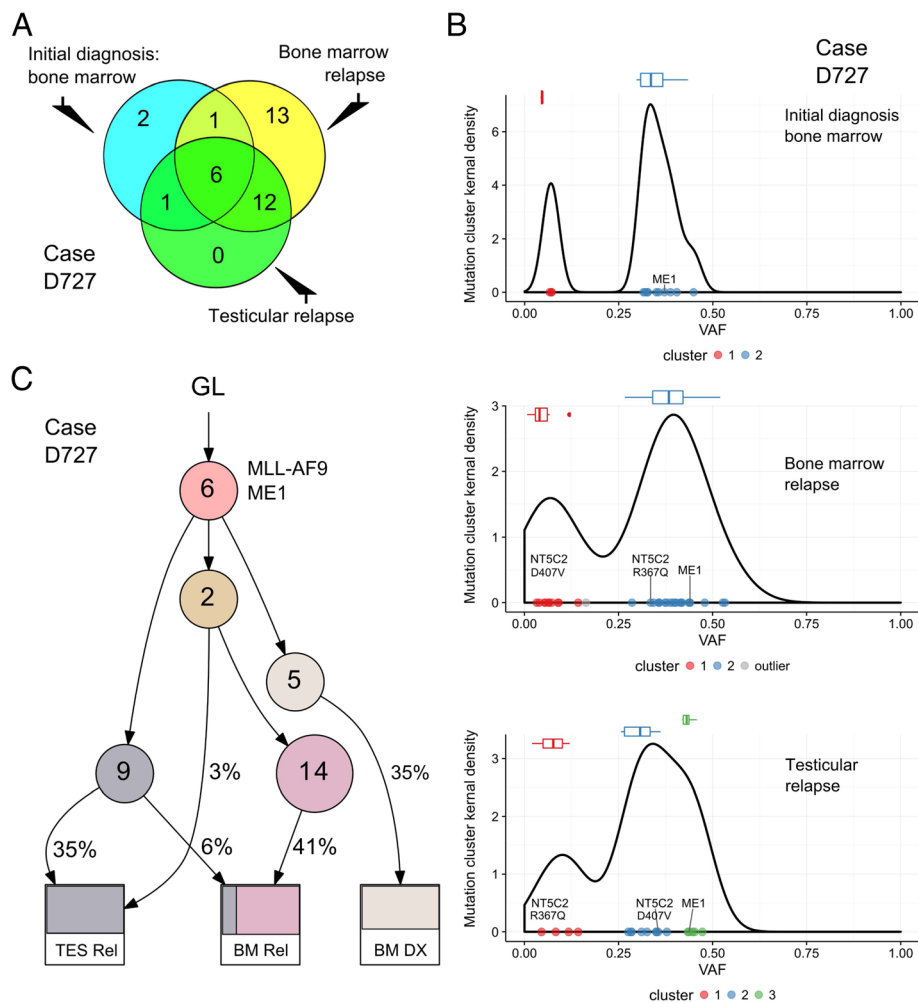 A
Initial diagnosis:
bone marrow
Bone marrow
relapse
2
1
13
6
1
12
0
Case
D727
Testicular relapse
B
Case
D727
Initial diagnosis
bone marrow
Mutation cluster kernal density
6
4
2
0
ME1
0.00
0.25
0.50
0.75
1.00
VAF
cluster 1 2
Bone marrow
relapse
Mutation cluster kernal density
3
2
1
0
NT5C2
D407V
NT5C2
R367Q
ME1
0.00
0.25
0.50
0.75
1.00
VAF
cluster 1 2 outlier
Testicular
relapse
Mutation cluster kernal density
3
2
1
0
NT5C2
R367Q
NT5C2
D407V
ME1
0.00
0.25
0.50
0.75
1.00
VAF
cluster 1 2 3
C
Case
D727
GL
6
MLL-AF9
ME1
2
5
9
14
3%
35%
35%
6%
41%
TES Rel
BM Rel
BM DX